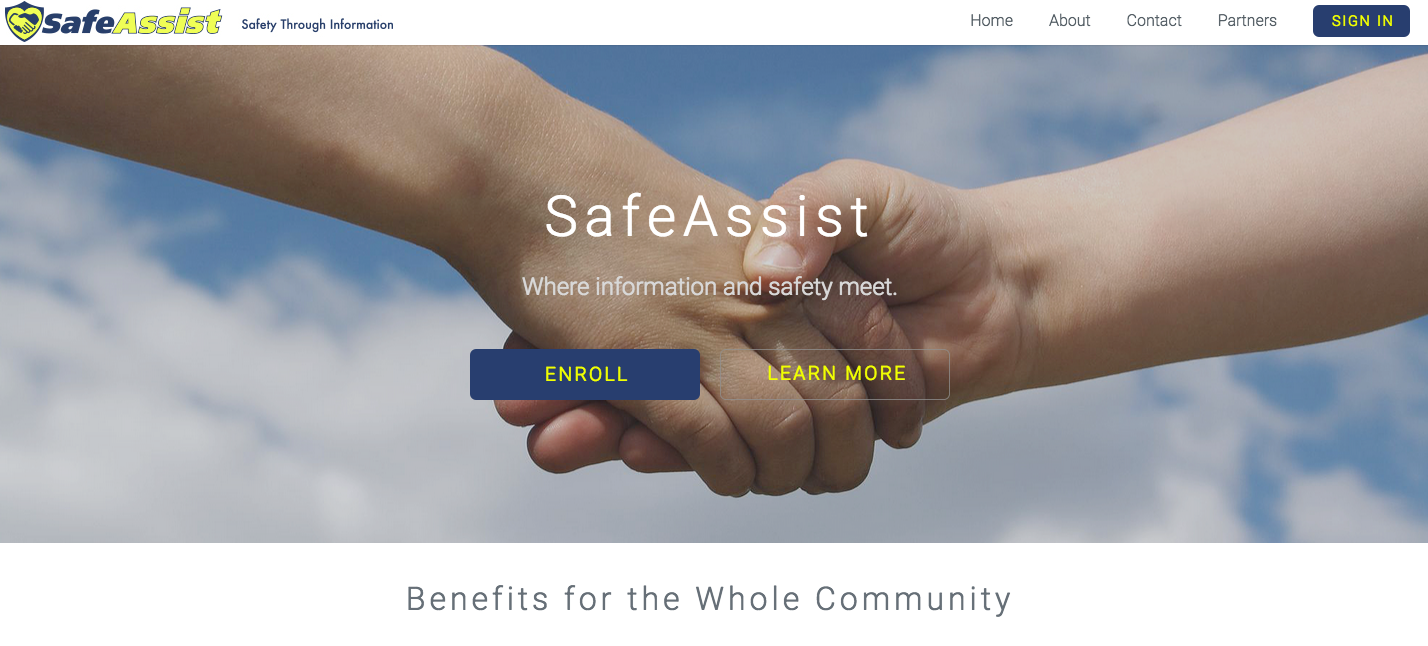 SafeAssist Safety Through Information Home About Contact Partners SIGN IN
SafeAssist
Where information and safety meet.
ENROLL LEARN MORE
Benefits for the Whole Community